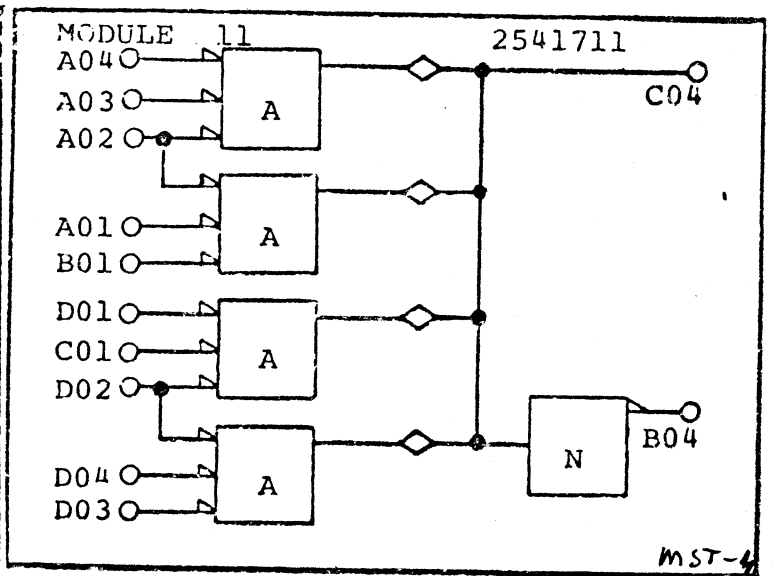 MODULE 11 2541711
A04
A03
A02
A01
B01
D01
C01
D02
D04
D03
A
A
A
A
N
C04
B04
MST-4